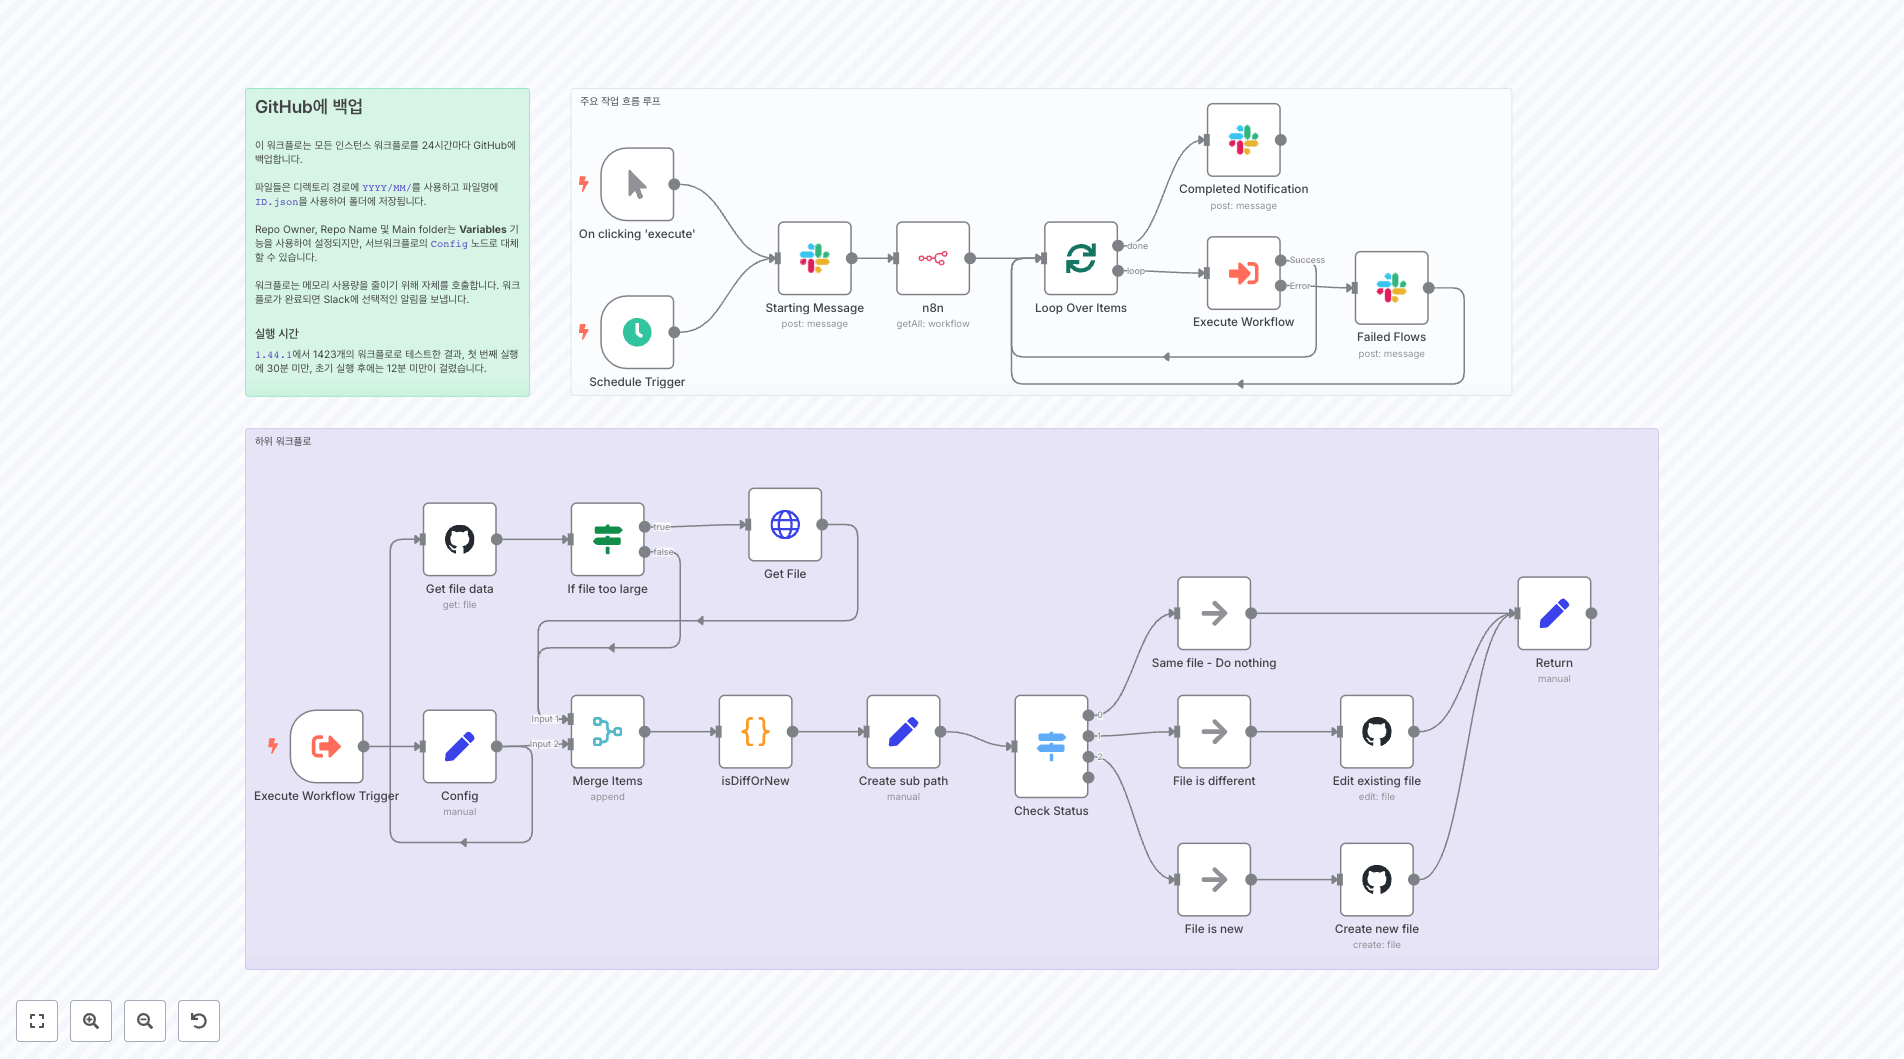 GitHub에 백업
이 워크플로는 모든 인스턴스 워크플로를 24시간마다 GitHub에
백업합니다.
파일들은 디렉토리 경로에 YYYY/MM/를 사용하고 파일명에
ID.json을 사용하여 폴더에 저장됩니다.
Repo Owner, Repo Name 및 Main folder는 Variables 기
능을 사용하여 설정되지만, 서브워크플로의 Config 노드로 대체
할 수 있습니다.
워크플로는 메모리 사용량을 줄이기 위해 자체를 호출합니다. 워크
플로가 완료되면 Slack에 선택적인 알림을 보냅니다.
실행 시간
1.44.1에서 1423개의 워크플로로 테스트한 결과, 첫 번째 실행
에 30분 미만, 초기 실행 후에는 12분 미만이 걸렸습니다.
주요 작업 흐름 루프
On clicking 'execute'
Schedule Trigger
Starting Message
post: message
n8n
getAll: workflow
Loop Over Items
done
loop
Completed Notification
post: message
Execute Workflow
Success
Error
Failed Flows
post: message
하위 워크플로
Get file data
get: file
If file too large
true
false
Get File
Execute Workflow Trigger
Config
manual
Input 1
Input 2
Merge Items
append
isDiffOrNew
Create sub path
manual
Check Status
0
1
2
Same file - Do nothing
File is different
File is new
Edit existing file
edit: file
Create new file
create: file
Return
manual